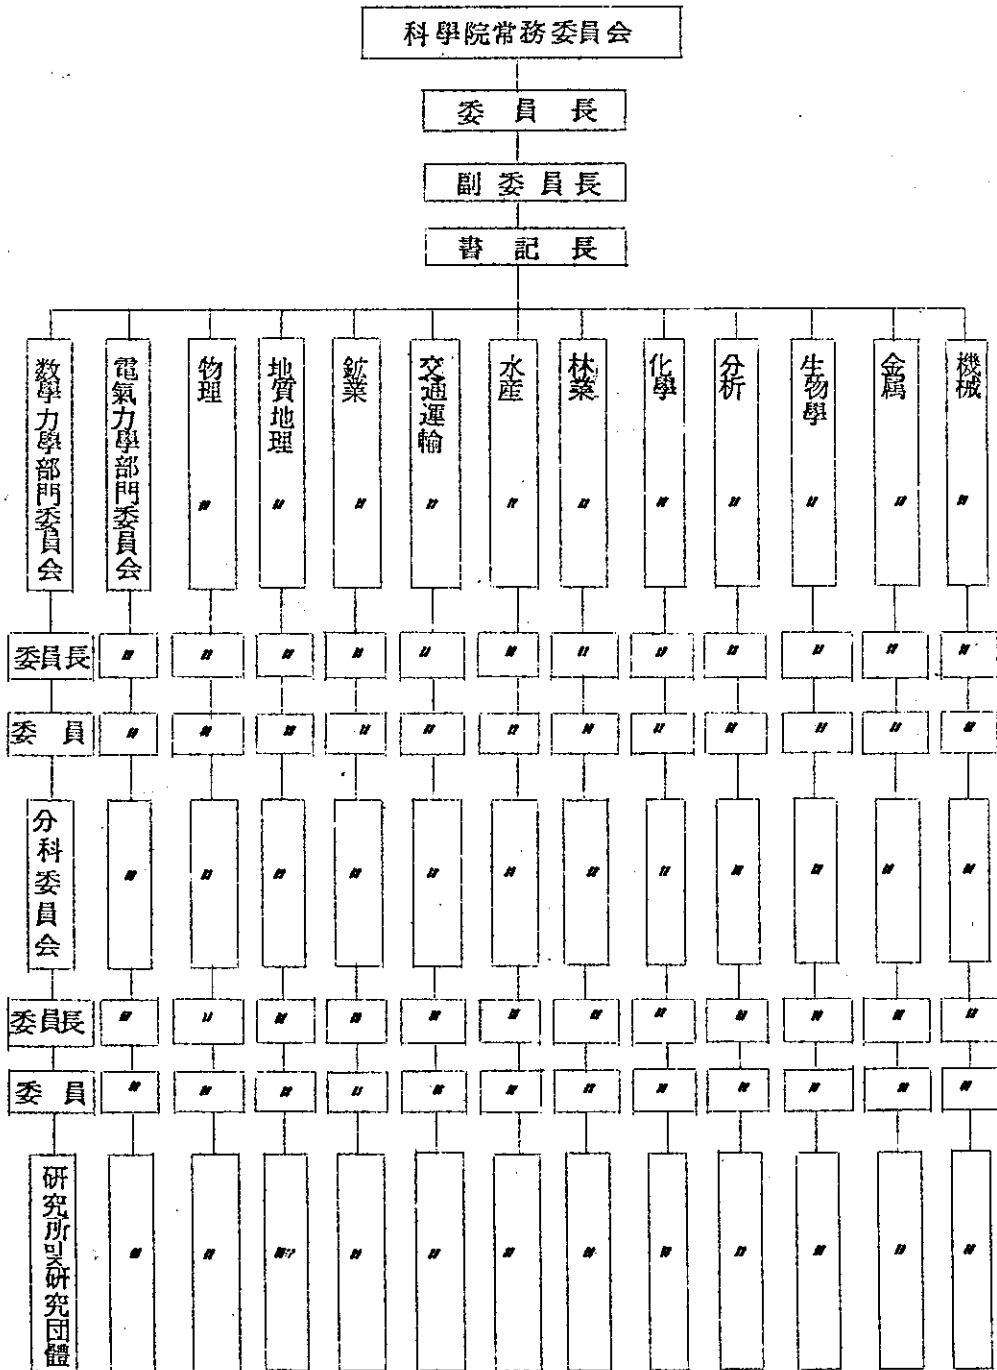 科學院常務委員会
委員長
副委員長
書記長
数學力學部門委員会
電氣力學部門委員会
物理 〃
地質地理 〃
鉱業 〃
交通運輸 〃
水産 〃
林業 〃
化學 〃
分析 〃
生物學 〃
金属 〃
機械 〃
委員長 〃 〃 〃 〃 〃 〃 〃 〃 〃 〃 〃 〃
委員 〃 〃 〃 〃 〃 〃 〃 〃 〃 〃 〃 〃
分科委員会 〃 〃 〃 〃 〃 〃 〃 〃 〃 〃 〃 〃
委員長 〃 〃 〃 〃 〃 〃 〃 〃 〃 〃 〃 〃
委員 〃 〃 〃 〃 〃 〃 〃 〃 〃 〃 〃 〃
研究所및研究団體 〃 〃 〃 〃 〃 〃 〃 〃 〃 〃 〃 〃